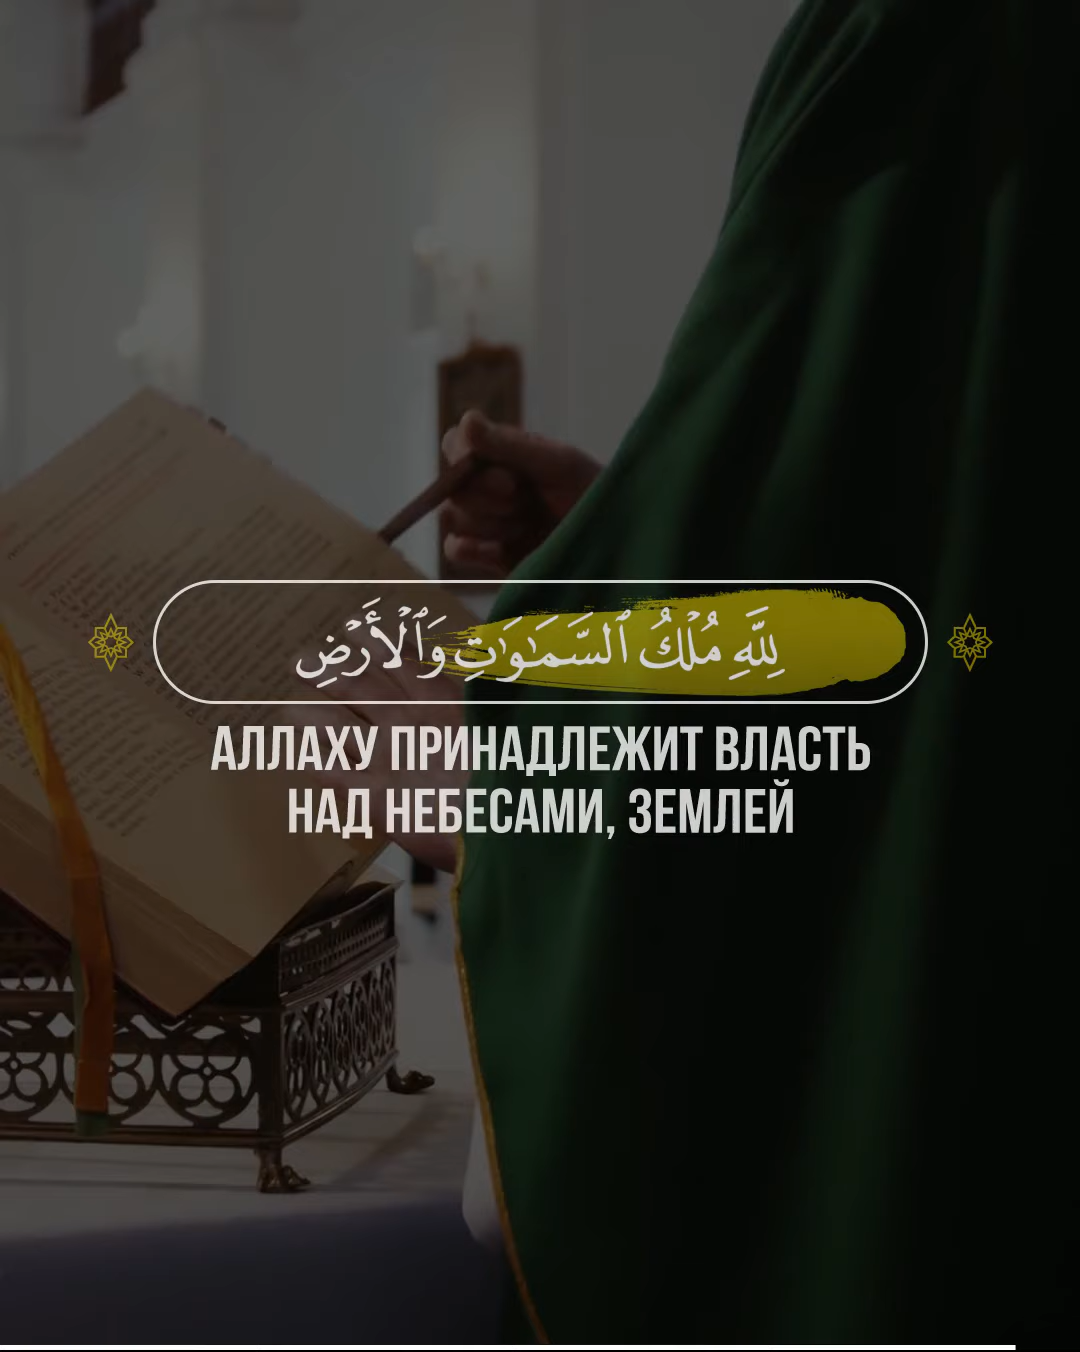 لِلَّهِ مُلْكُ ٱلسَّمَـٰوَٰتِ وَٱلْأَرْضِ
АЛЛАХУ ПРИНАДЛЕЖИТ ВЛАСТЬ
НАД НЕБЕСАМИ, ЗЕМЛЕЙ